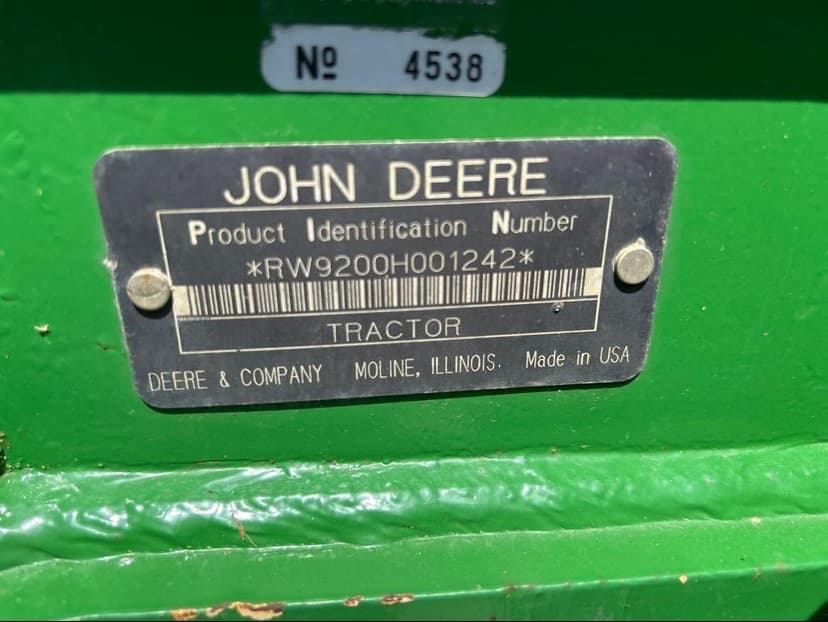 Nº 4538
JOHN DEERE
Product Identification Number
*RW9200H001242*
TRACTOR
DEERE & COMPANY MOLINE, ILLINOIS. Made in USA